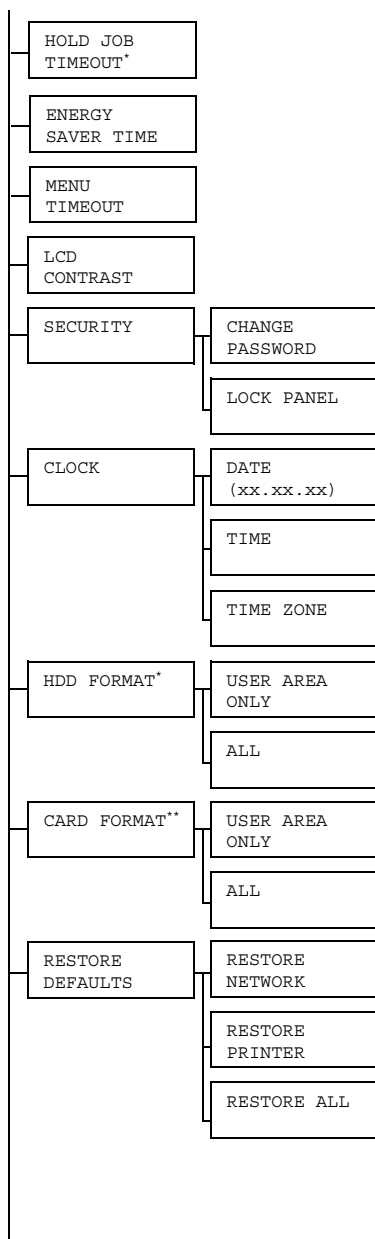 HOLD JOB
TIMEOUT*
ENERGY
SAVER TIME
MENU
TIMEOUT
LCD
CONTRAST
SECURITY
CHANGE
PASSWORD
LOCK PANEL
CLOCK
DATE
(xx.xx.xx)
TIME
TIME ZONE
HDD FORMAT*
USER AREA
ONLY
ALL
CARD FORMAT**
USER AREA
ONLY
ALL
RESTORE
DEFAULTS
RESTORE
NETWORK
RESTORE
PRINTER
RESTORE ALL